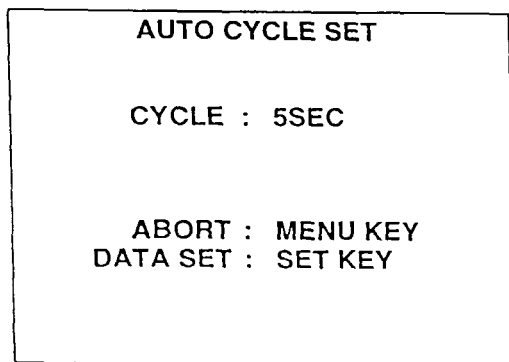 AUTO CYCLE SET
CYCLE : 5SEC
ABORT : MENU KEY
DATA SET : SET KEY